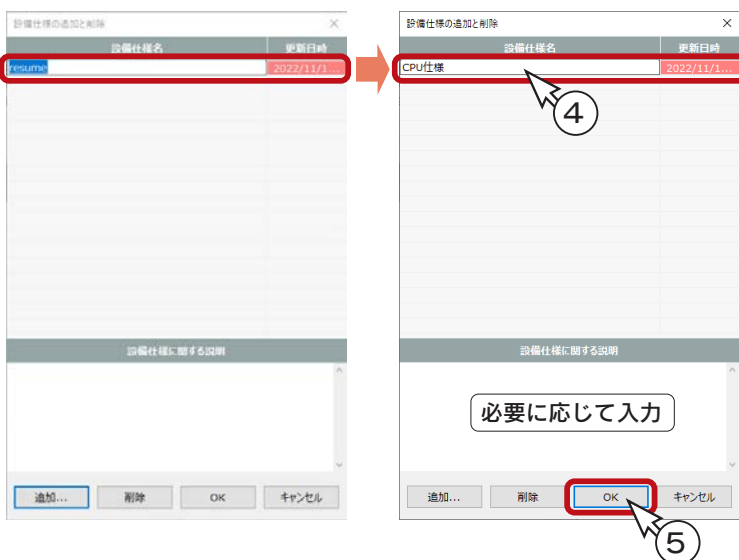 設備仕様の追加と削除
設備仕様名 更新日時
resume 2022/11/1...
設備仕様に関する説明
追加... 削除 OK キャンセル
設備仕様の追加と削除
設備仕様名 更新日時
CPU仕様 2022/11/1...
④
設備仕様に関する説明
必要に応じて入力
追加... 削除 OK キャンセル
⑤